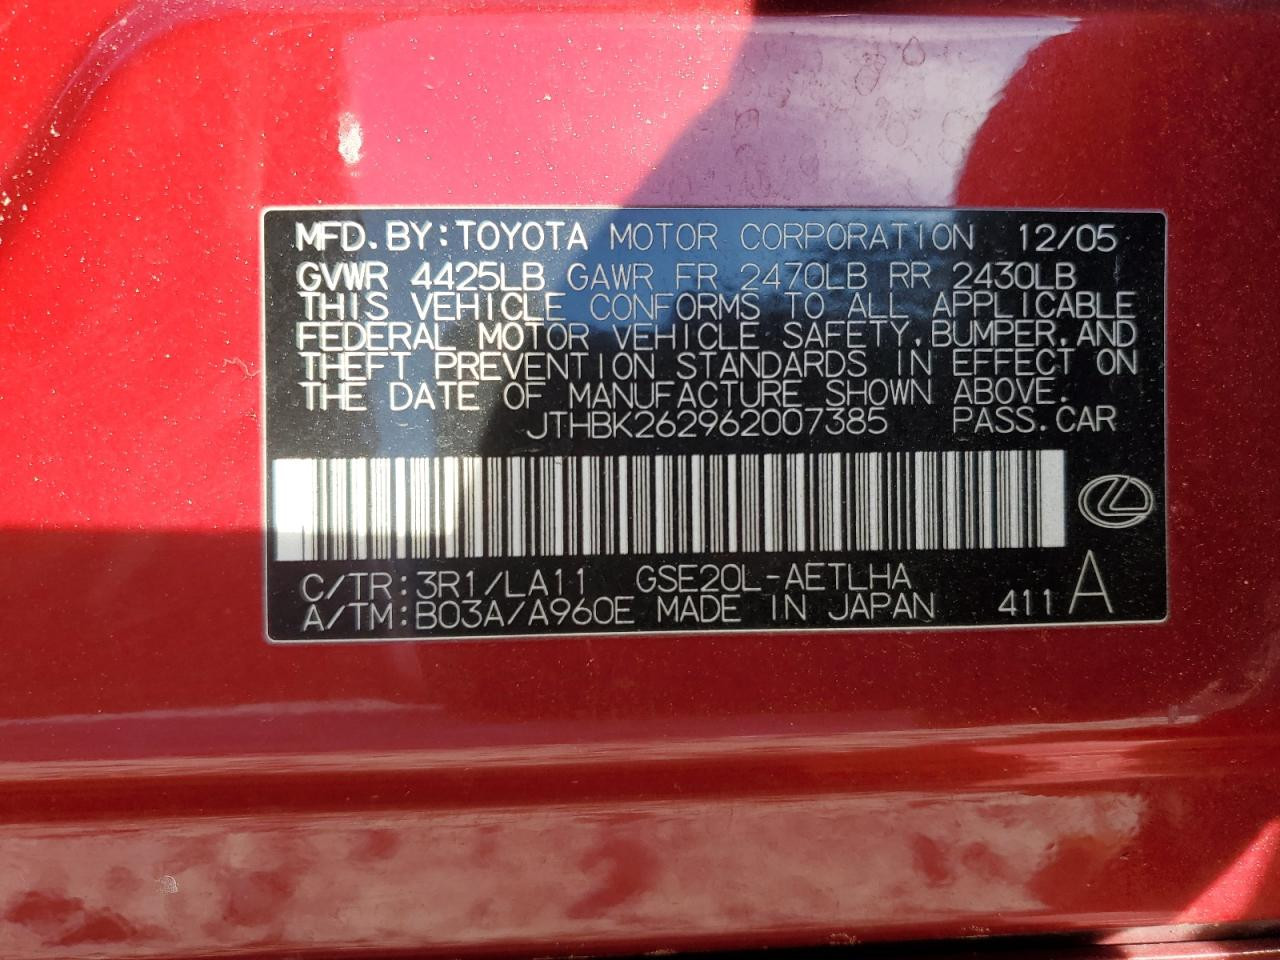 MFD.BY:TOYOTA MOTOR CORPORATION 12/05
GVWR 4425LB GAWR FR 2470LB RR 2430LB
THIS VEHICLE CONFORMS TO ALL APPLICABLE
FEDERAL MOTOR VEHICLE SAFETY,BUMPER,AND
THEFT PREVENTION STANDARDS IN EFFECT ON
THE DATE OF MANUFACTURE SHOWN ABOVE.
JTHBK262962007385 PASS.CAR
C/TR:3R1/LA11 GSE20L-AETLHA
A/TM:B03A/A960E MADE IN JAPAN 411 A